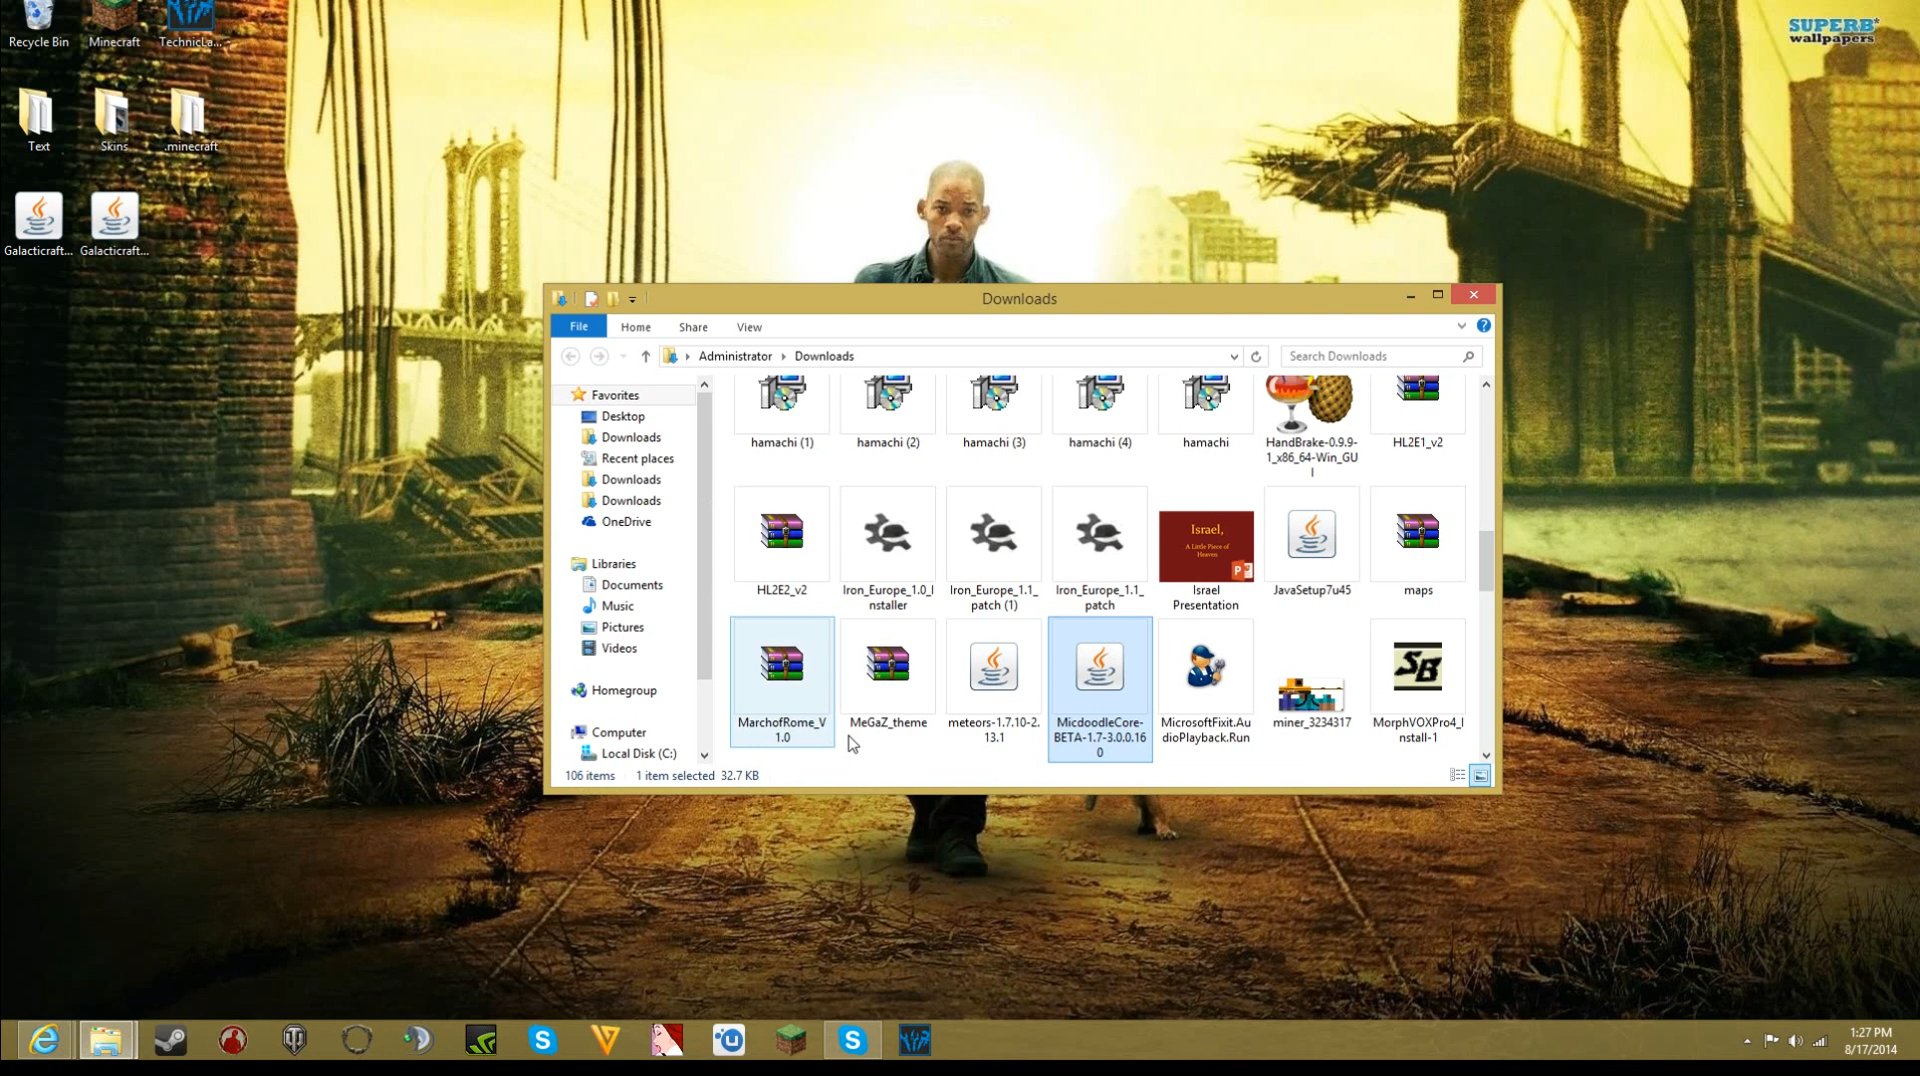 SUPERB*
wallpapers
Recycle Bin
Minecraft
TechnicLa...
Text
Skins
.minecraft
Galacticraft...
Galacticraft...
Downloads
File
Home
Share
View
Administrator
Downloads
Search Downloads
Favorites
Desktop
Downloads
Recent places
Downloads
Downloads
OneDrive
Libraries
Documents
Music
Pictures
Videos
Homegroup
Computer
Local Disk (C:)
hamachi (1)
hamachi (2)
hamachi (3)
hamachi (4)
hamachi
HandBrake-0.9.9-
1_x86_64-Win_GU
I
HL2E1_v2
HL2E2_v2
Iron_Europe_1.0_I
nstaller
Iron_Europe_1.1_
patch (1)
Iron_Europe_1.1_
patch
Israel,
A Little Piece of
Heaven
Israel
Presentation
JavaSetup7u45
maps
MarchofRome_V
1.0
MeGaZ_theme
meteors-1.7.10-2.
13.1
MicdoodleCore-
BETA-1.7-3.0.0.16
0
MicrosoftFixit.Au
dioPlayback.Run
miner_3234317
SB
MorphVOXPro4_I
nstall-1
106 items
1 item selected 32.7 KB
1:27 PM
8/17/2014